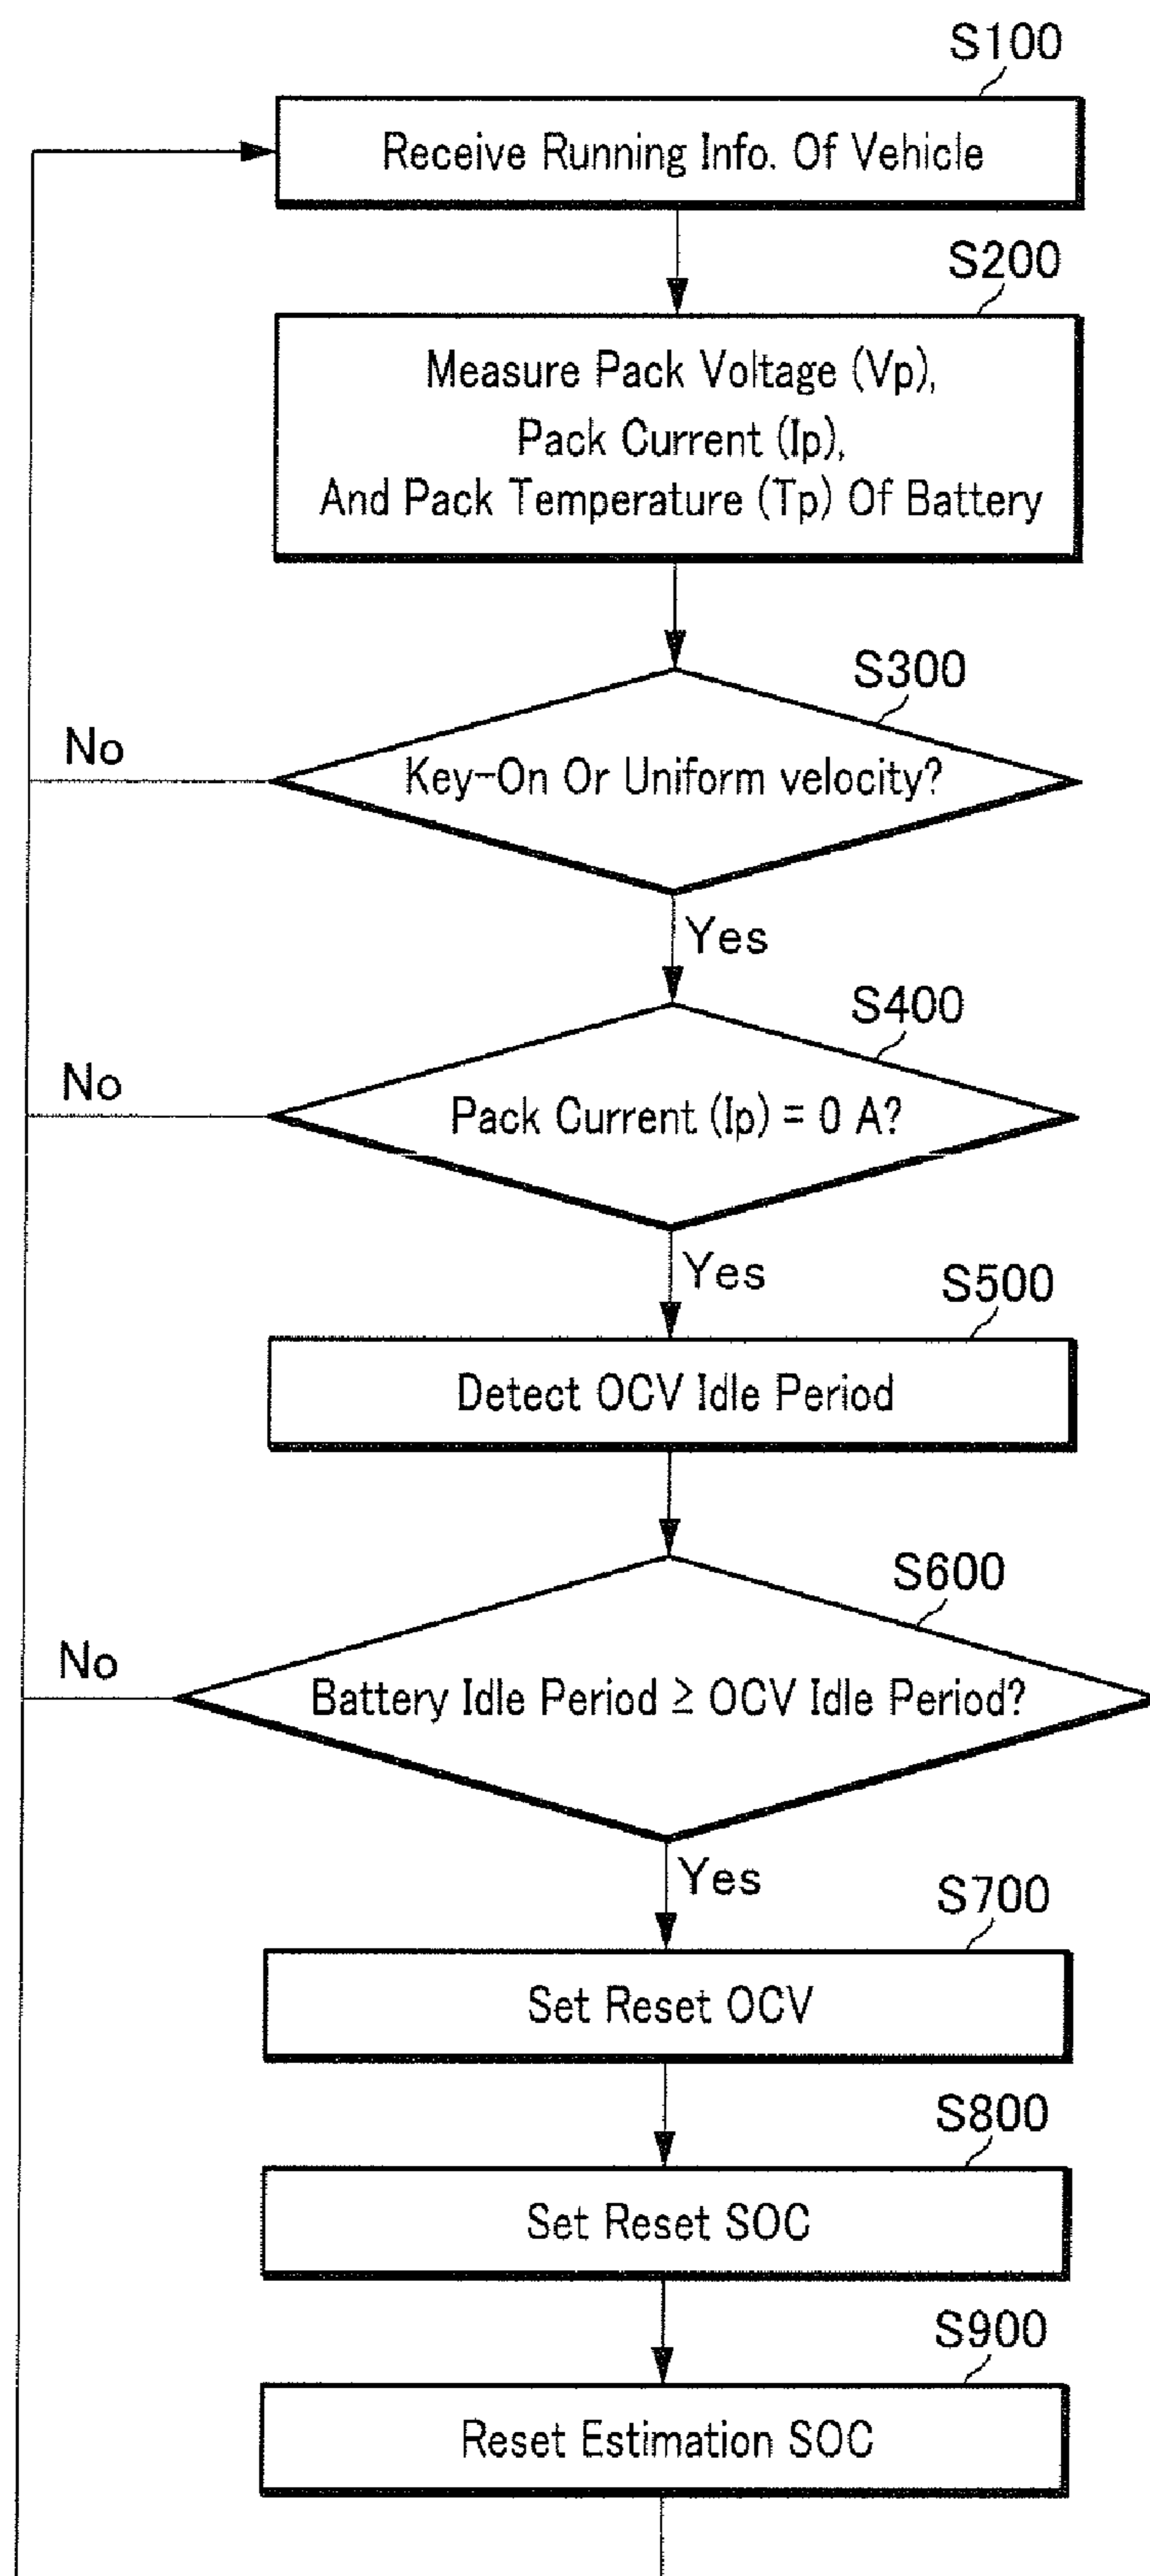 S100
Receive Running Info. Of Vehicle
S200
Measure Pack Voltage (Vp),
Pack Current (Ip),
And Pack Temperature (Tp) Of Battery
S300
No
Key-On Or Uniform velocity?
Yes
S400
No
Pack Current (Ip) = 0 A?
Yes
S500
Detect OCV Idle Period
S600
No
Battery Idle Period ≥ OCV Idle Period?
Yes
S700
Set Reset OCV
S800
Set Reset SOC
S900
Reset Estimation SOC